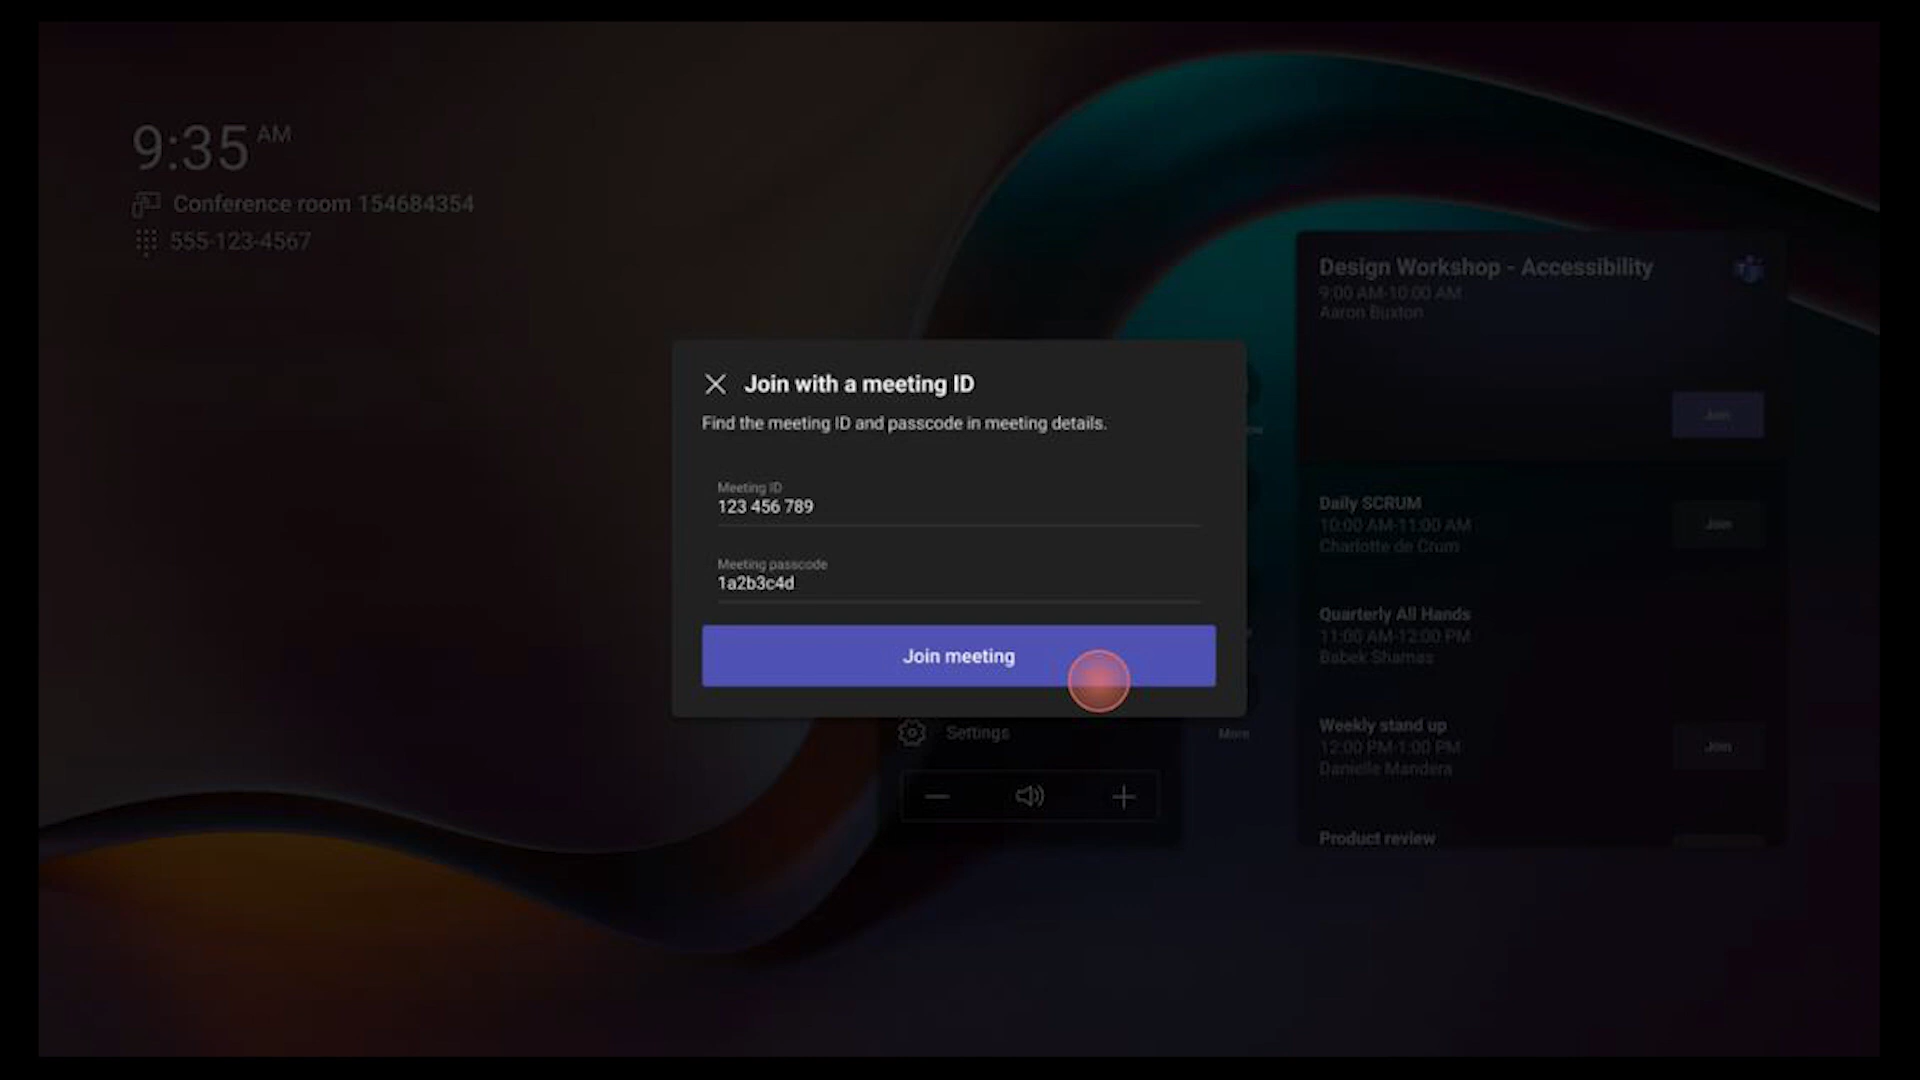 9:35 AM
Conference room 154684354
555-123-4567
Join with a meeting ID
Find the meeting ID and passcode in meeting details.
Meeting ID
123 456 789
Meeting passcode
1a2b3c4d
Join meeting
Settings
More
Design Workshop - Accessibility
9:00 AM-10:00 AM
Aaron Buxton
Join
Daily SCRUM
10:00 AM-11:00 AM
Charlotte de Crum
Join
Quarterly All Hands
11:00 AM-12:00 PM
Babek Shamas
Weekly stand up
12:00 PM-1:00 PM
Danielle Mandera
Join
Product review